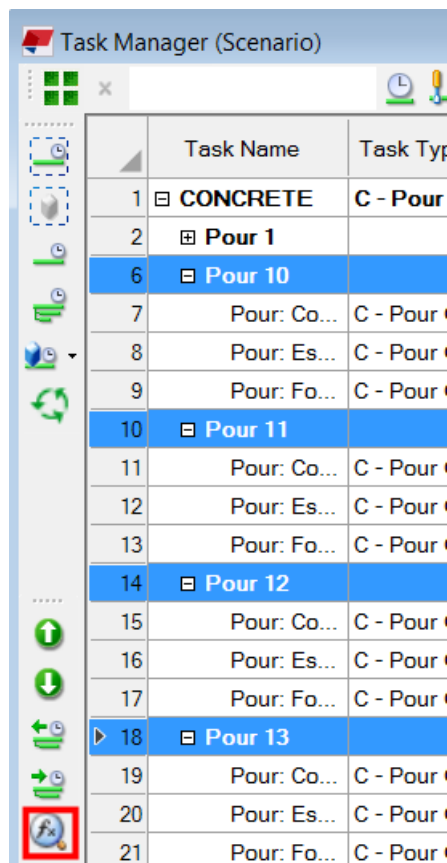 Task Manager (Scenario)
Task Name Task Typ
1 CONCRETE C - Pour
2 Pour 1
6 Pour 10
7 Pour: Co... C - Pour
8 Pour: Es... C - Pour
9 Pour: Fo... C - Pour
10 Pour 11
11 Pour: Co... C - Pour
12 Pour: Es... C - Pour
13 Pour: Fo... C - Pour
14 Pour 12
15 Pour: Co... C - Pour
16 Pour: Es... C - Pour
17 Pour: Fo... C - Pour
18 Pour 13
19 Pour: Co... C - Pour
20 Pour: Es... C - Pour
21 Pour: Fo... C - Pour
fx